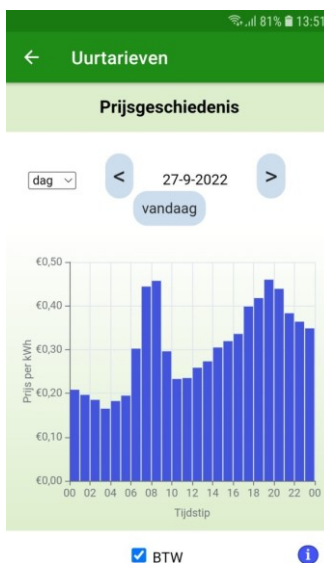 81% 13:51
Uurtarieven
Prijsgeschiedenis
dag < 27-9-2022 >
vandaag
€0,50
€0,40
€0,30
€0,20
€0,10
€0,00
Prijs per kWh
00 02 04 06 08 10 12 14 16 18 20 22 00
Tijdstip
BTW i